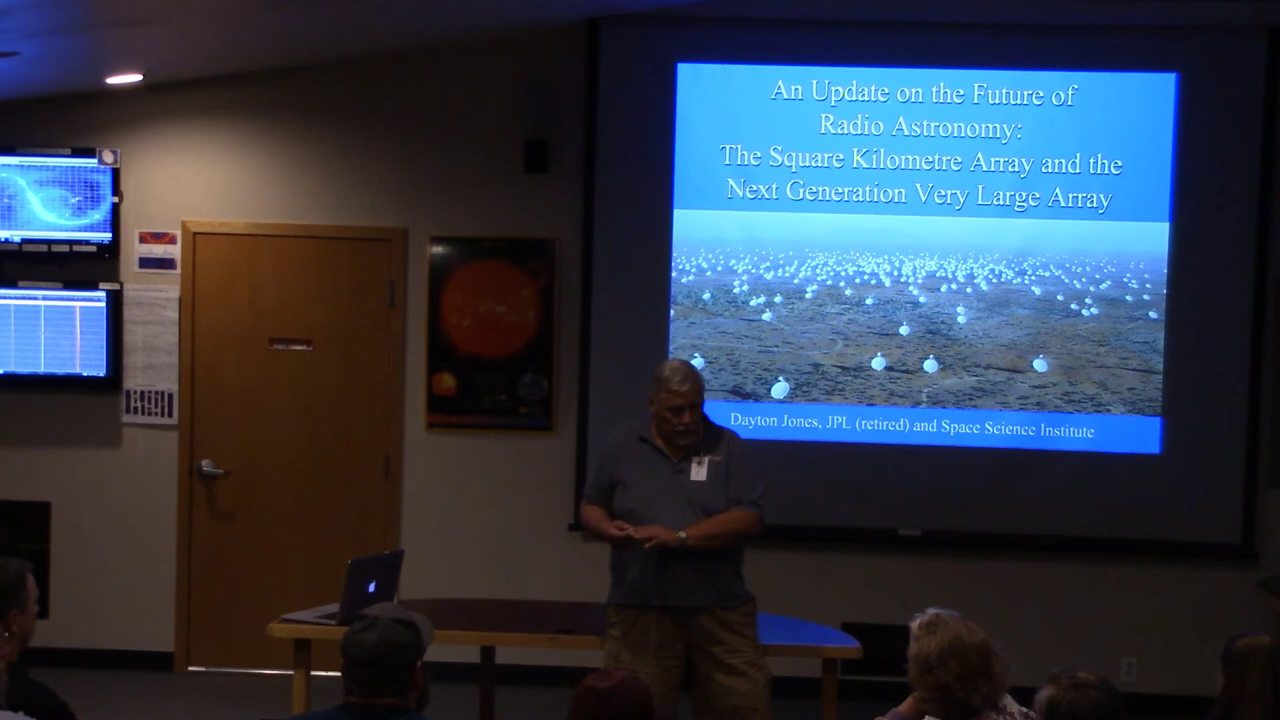 An Update on the Future of
Radio Astronomy:
The Square Kilometre Array and the
Next Generation Very Large Array
Dayton Jones, JPL (retired) and Space Science Institute